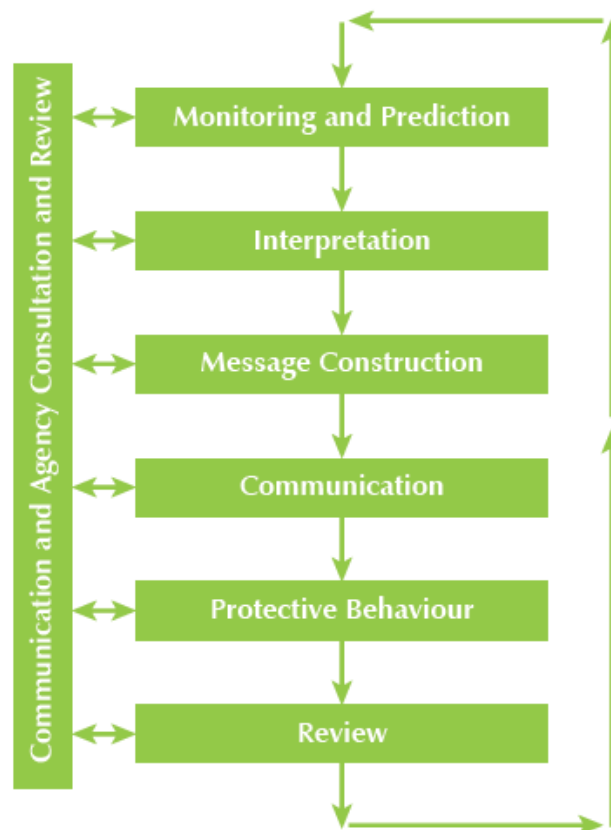 Communication and Agency Consultation and Review
Monitoring and Prediction
Interpretation
Message Construction
Communication
Protective Behaviour
Review